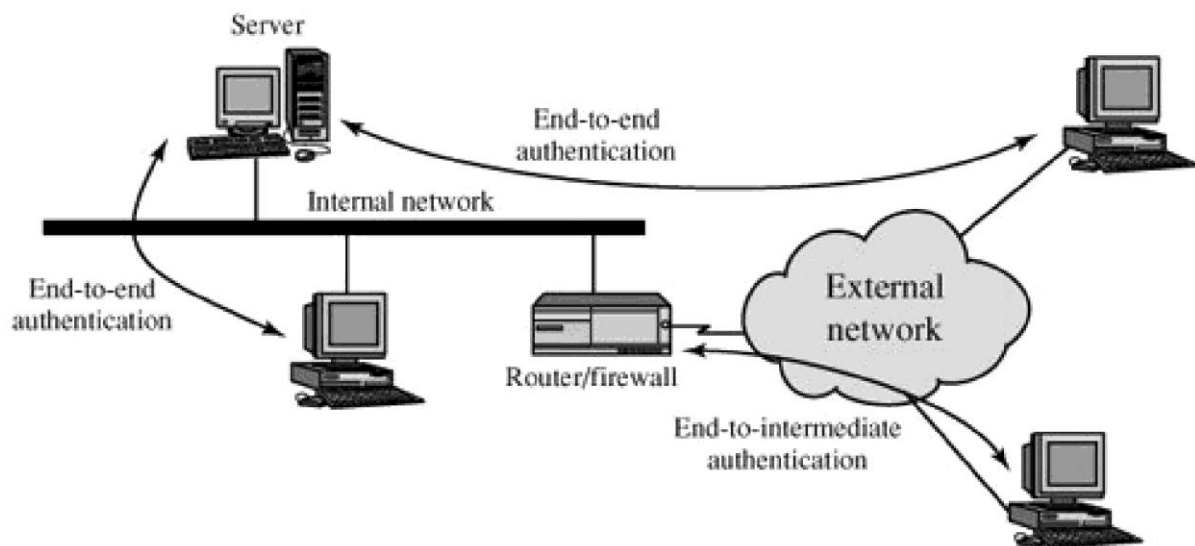 Server
End-to-end
authentication
Internal network
End-to-end
authentication
External
network
Router/firewall
End-to-intermediate
authentication